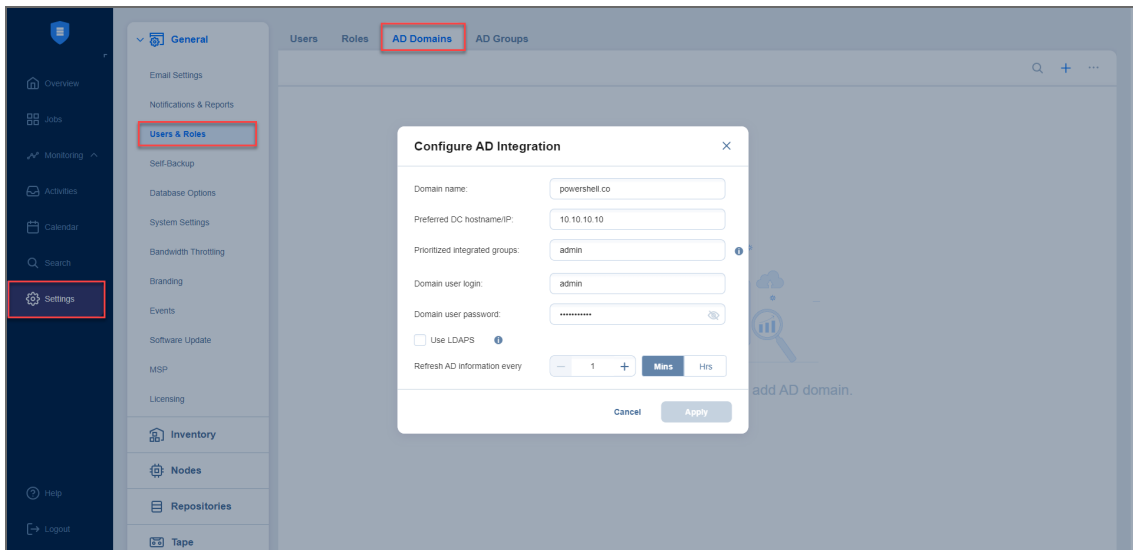 General
Users Roles AD Domains AD Groups
Overview
Jobs
Monitoring
Activities
Calendar
Search
Settings
Help
Logout
Email Settings
Notifications & Reports
Users & Roles
Self-Backup
Database Options
System Settings
Bandwidth Throttling
Branding
Events
Software Update
MSP
Licensing
Inventory
Nodes
Repositories
Tape
Configure AD Integration
Domain name: powershell.co
Preferred DC hostname/IP: 10.10.10.10
Prioritized integrated groups: admin
Domain user login: admin
Domain user password: •••••••••••
Use LDAPS
Refresh AD information every 1 Mins Hrs
Cancel Apply
add AD domain.